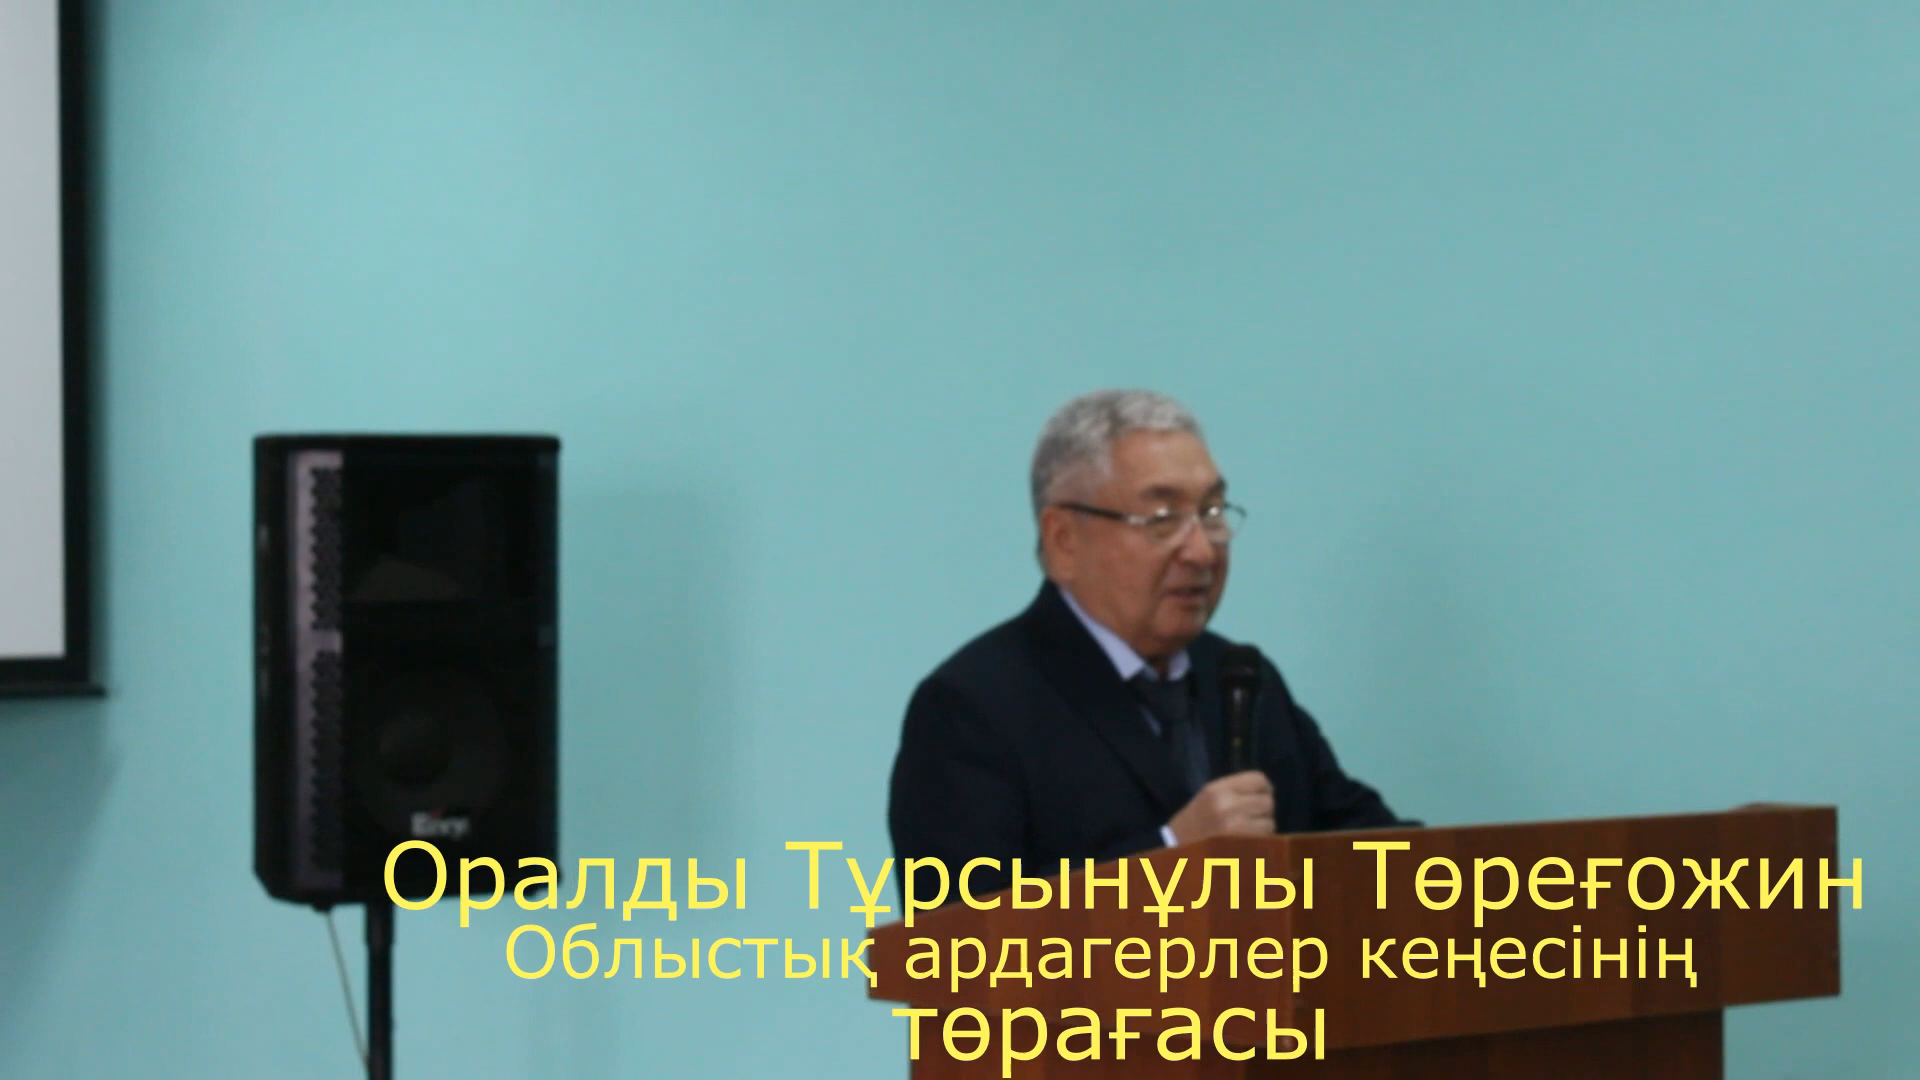 Оралды Тұрсынұлы Төреғожин
Облыстық ардагерлер кеңесінің
төрағасы